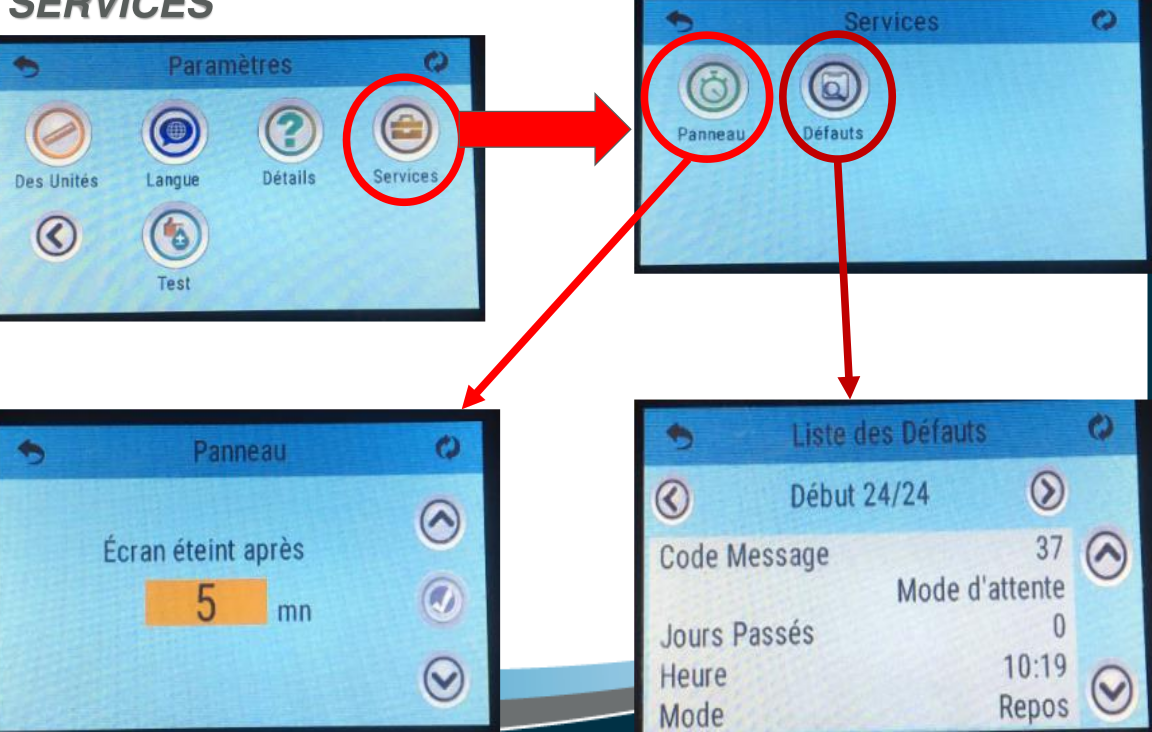 SERVICES
Paramètres
Des Unités
Langue
Détails
Services
Test
Services
Panneau
Défauts
Panneau
Écran éteint après
5 mn
Liste des Défauts
Début 24/24
Code Message 37
Mode d'attente
Jours Passés 0
Heure 10:19
Mode Repos